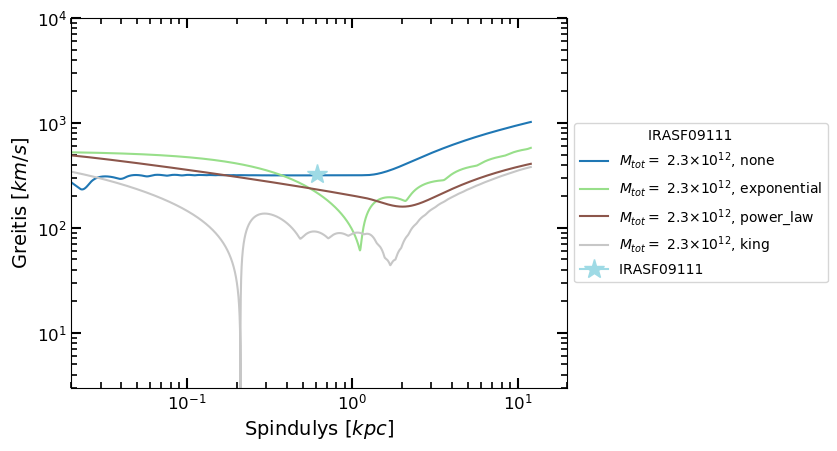 10⁴
10³
10²
10¹
Greitis [km/s]
10⁻¹
10⁰
10¹
Spindulys [kpc]
IRASF09111
M_tot = 2.3×10¹², none
M_tot = 2.3×10¹², exponential
M_tot = 2.3×10¹², power_law
M_tot = 2.3×10¹², king
IRASF09111